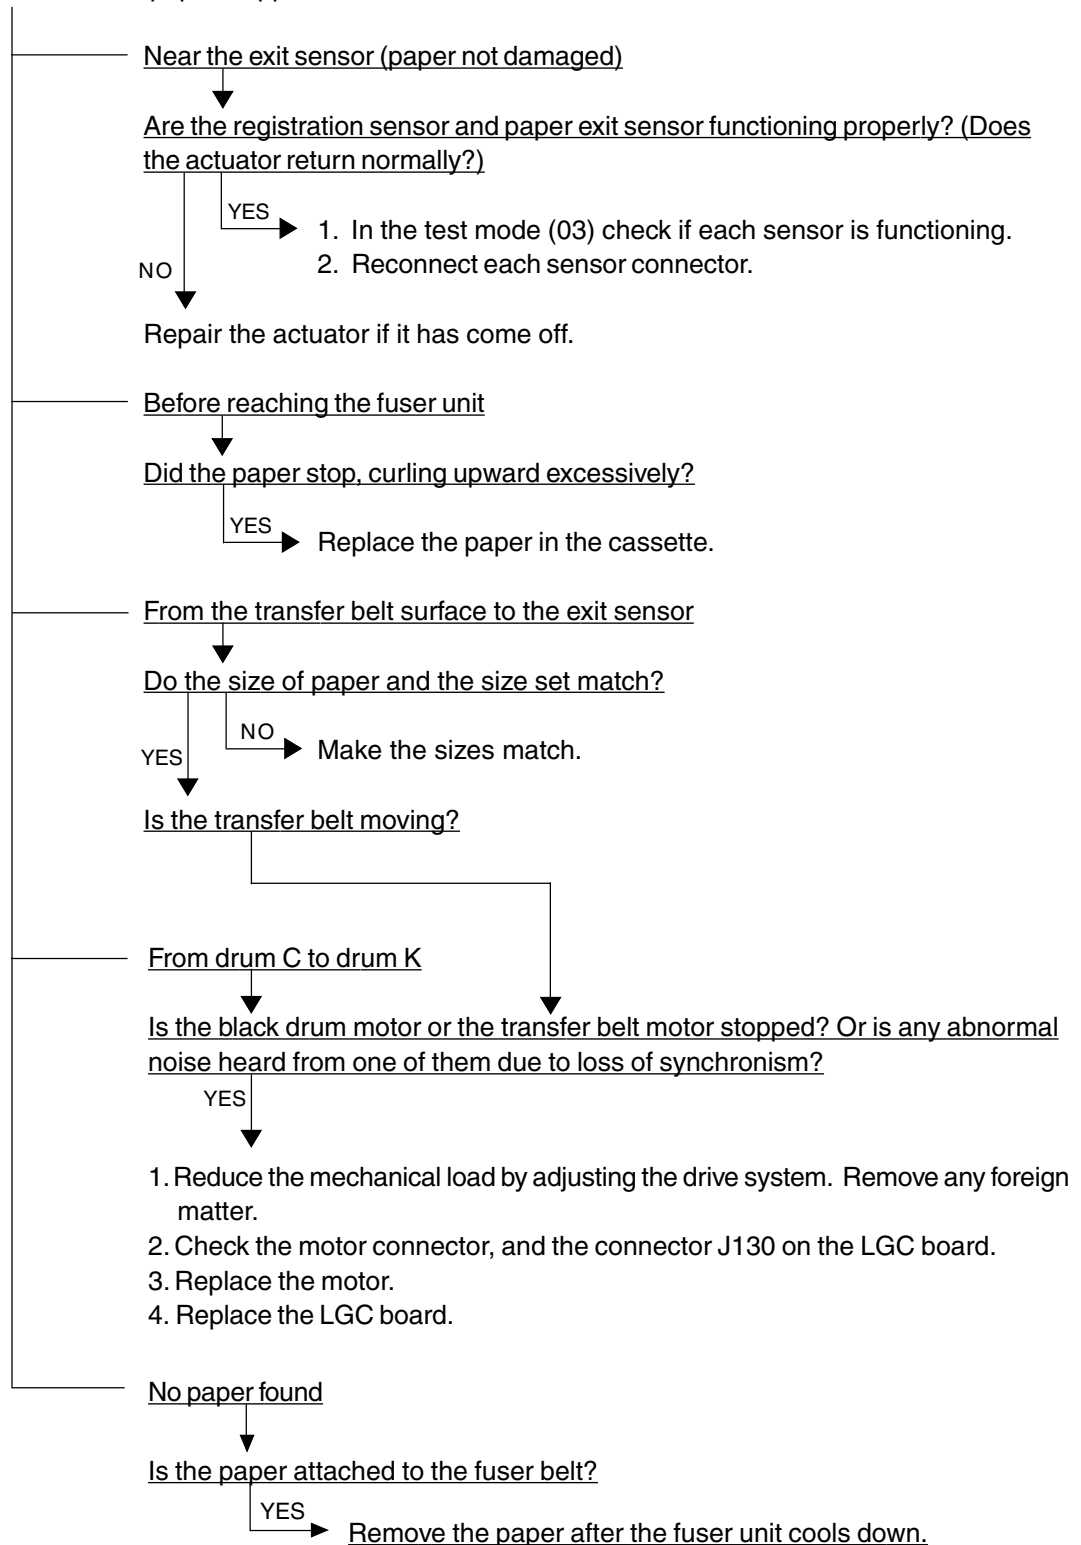 Near the exit sensor (paper not damaged)
Are the registration sensor and paper exit sensor functioning properly? (Does
the actuator return normally?)
YES
1. In the test mode (03) check if each sensor is functioning.
2. Reconnect each sensor connector.
NO
Repair the actuator if it has come off.
Before reaching the fuser unit
Did the paper stop, curling upward excessively?
YES
Replace the paper in the cassette.
From the transfer belt surface to the exit sensor
Do the size of paper and the size set match?
NO
Make the sizes match.
YES
Is the transfer belt moving?
From drum C to drum K
Is the black drum motor or the transfer belt motor stopped? Or is any abnormal
noise heard from one of them due to loss of synchronism?
YES
1. Reduce the mechanical load by adjusting the drive system. Remove any foreign
matter.
2. Check the motor connector, and the connector J130 on the LGC board.
3. Replace the motor.
4. Replace the LGC board.
No paper found
Is the paper attached to the fuser belt?
YES
Remove the paper after the fuser unit cools down.